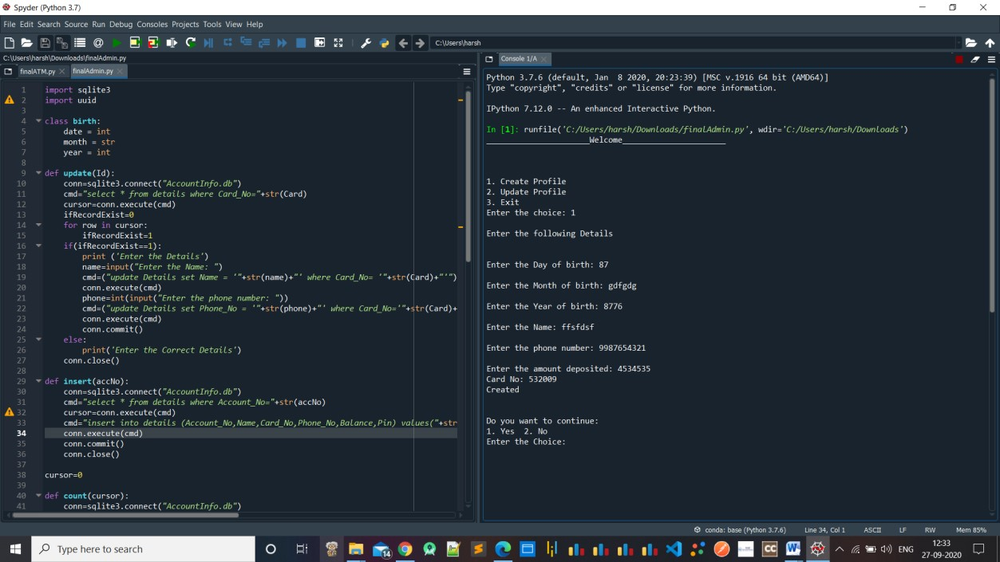 Spyder (Python 3.7)
File Edit Search Source Run Debug Consoles Projects Tools View Help
C:\Users\harsh
C:\Users\harsh\Downloads\finalAdmin.py
finalATM.py
finalAdmin.py
1 import sqlite3
2 import uuid
3
4 class birth:
5 date = int
6 month = str
7 year = int
8
9 def update(Id):
10 conn=sqlite3.connect("AccountInfo.db")
11 cmd="select * from details where Card_No="+str(Card)
12 cursor=conn.execute(cmd)
13 ifRecordExist=0
14 for row in cursor:
15 ifRecordExist=1
16 if(ifRecordExist==1):
17 print ('Enter the Details')
18 name=input("Enter the Name: ")
19 cmd=("update Details set Name = '"+str(name)+"' where Card_No= '"+str(Card)+"'")
20 conn.execute(cmd)
21 phone=int(input("Enter the phone number: "))
22 cmd=("update Details set Phone_No = '"+str(phone)+"' where Card_No='"+str(Card)+
23 conn.execute(cmd)
24 conn.commit()
25 else:
26 print('Enter the Correct Details')
27 conn.close()
28
29 def insert(accNo):
30 conn=sqlite3.connect("AccountInfo.db")
31 cmd="select * from details where Account_No="+str(accNo)
32 cursor=conn.execute(cmd)
33 cmd="insert into details (Account_No,Name,Card_No,Phone_No,Balance,Pin) values("+str
34 conn.execute(cmd)
35 conn.commit()
36 conn.close()
37
38 cursor=0
39
40 def count(cursor):
41 conn=sqlite3.connect("AccountInfo.db")
Console 1/A
Python 3.7.6 (default, Jan 8 2020, 20:23:39) [MSC v.1916 64 bit (AMD64)]
Type "copyright", "credits" or "license" for more information.
IPython 7.12.0 -- An enhanced Interactive Python.
In [1]: runfile('C:/Users/harsh/Downloads/finalAdmin.py', wdir='C:/Users/harsh/Downloads')
______________________Welcome______________________
1. Create Profile
2. Update Profile
3. Exit
Enter the choice: 1
Enter the following Details
Enter the Day of birth: 87
Enter the Month of birth: gdfgdg
Enter the Year of birth: 8776
Enter the Name: ffsfdsf
Enter the phone number: 9987654321
Enter the amount deposited: 4534535
Card No: 532009
Created
Do you want to continue:
1. Yes 2. No
Enter the Choice:
conda: base (Python 3.7.6) Line 34, Col 1 ASCII LF RW Mem 85%
Type here to search
14
CC
W
ENG
12:33
27-09-2020